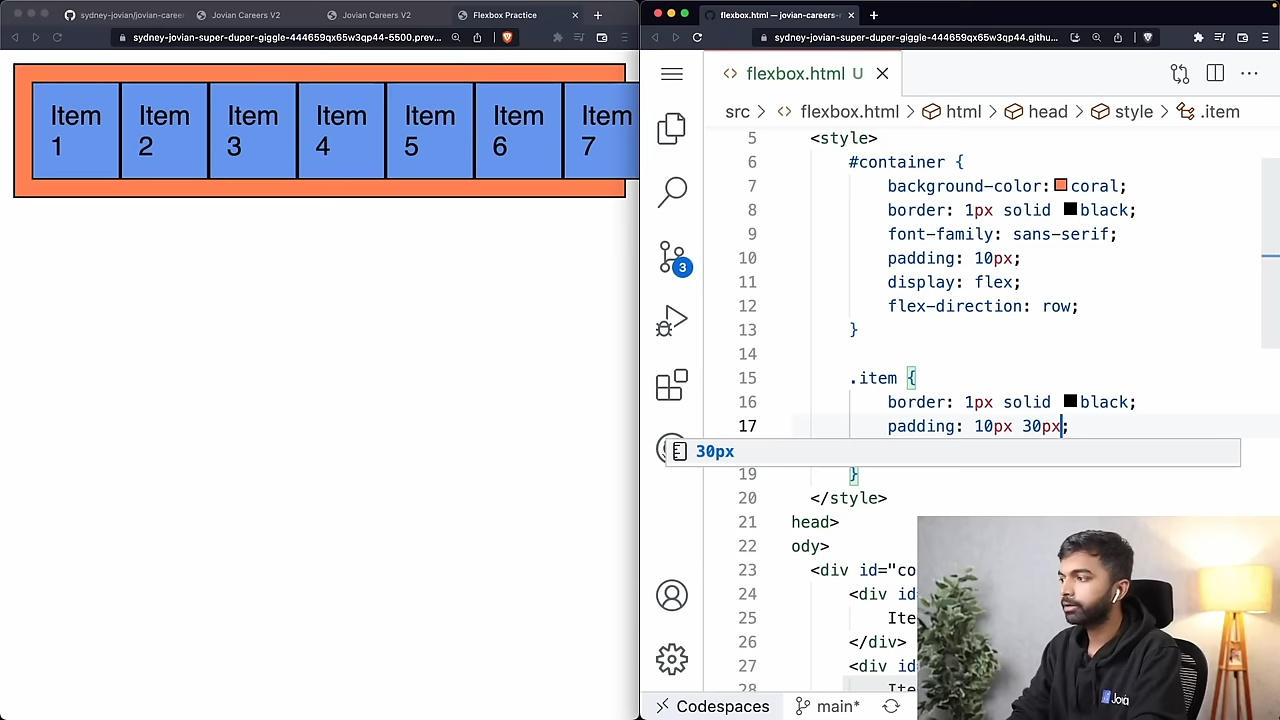 sydney-jovian/jovian-career
Jovian Careers V2
Jovian Careers V2
Flexbox Practice
sydney-jovian-super-duper-giggle-444659qx65w3qp44-5500.prev...
Item 1
Item 2
Item 3
Item 4
Item 5
Item 6
Item 7
flexbox.html — jovian-careers-
sydney-jovian-super-duper-giggle-444659qx65w3qp44.githu...
flexbox.html U
src > flexbox.html > html > head > style > .item
3
5 <style>
6 #container {
7 background-color: coral;
8 border: 1px solid black;
9 font-family: sans-serif;
10 padding: 10px;
11 display: flex;
12 flex-direction: row;
13 }
14
15 .item {
16 border: 1px solid black;
17 padding: 10px 30px;
30px
19 }
20 </style>
21 head>
22 ody>
23 <div id="co
24 <div id
25 Ite
26 </div>
27 <div id
28 Ite
Codespaces main*